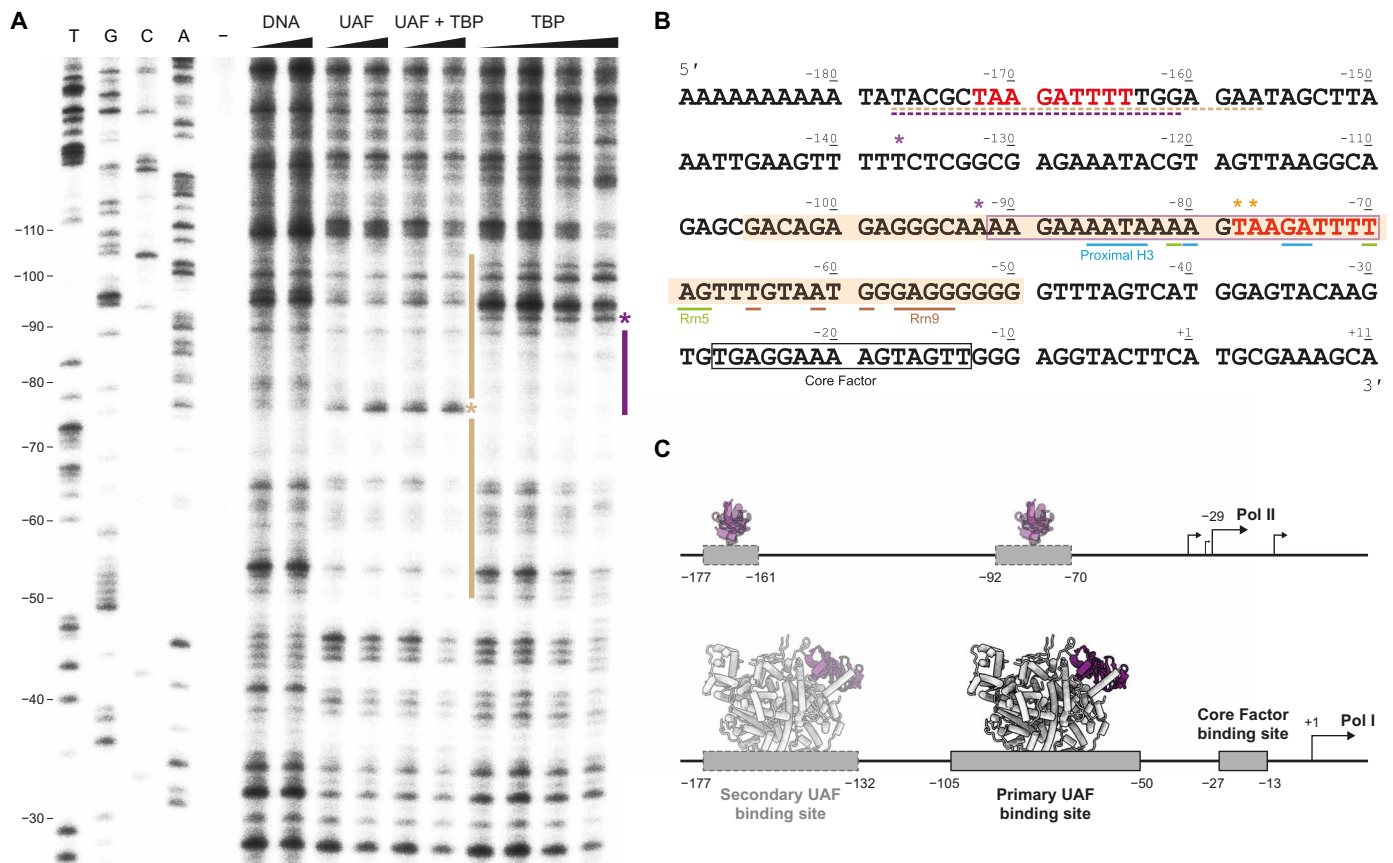 A
DNA UAF UAF + TBP TBP
T G C A –
−110
−100
−90
−80
−70
−60
−50
−40
−30
*
*
B
5′
−180 −170 −160 −150
AAAAAAAAAA TATACGCTAA GATTTTTGGA GAATAGCTTA
*
−140 −130 −120 −110
AATTGAAGTT TTTCTCGGCG AGAAATACGT AGTTAAGGCA
* * *
−100 −90 −80 −70
GAGCGACAGA GAGGGCAAAA GAAAATAAAA GTAAGATTTT
Proximal H3
−60 −50 −40 −30
AGTTTGTAAT GGGAGGGGGG GTTTAGTCAT GGAGTACAAG
Rrn5 Rrn9
−20 −10 +1 +11
TGTGAGGAAA AGTAGTTGGG AGGTACTTCA TGCGAAAGCA
Core Factor
3′
C
−29 Pol II
−177 −161 −92 −70
Core Factor
binding site
+1 Pol I
−177 −132 −105 −50 −27 −13
Secondary UAF
binding site
Primary UAF
binding site